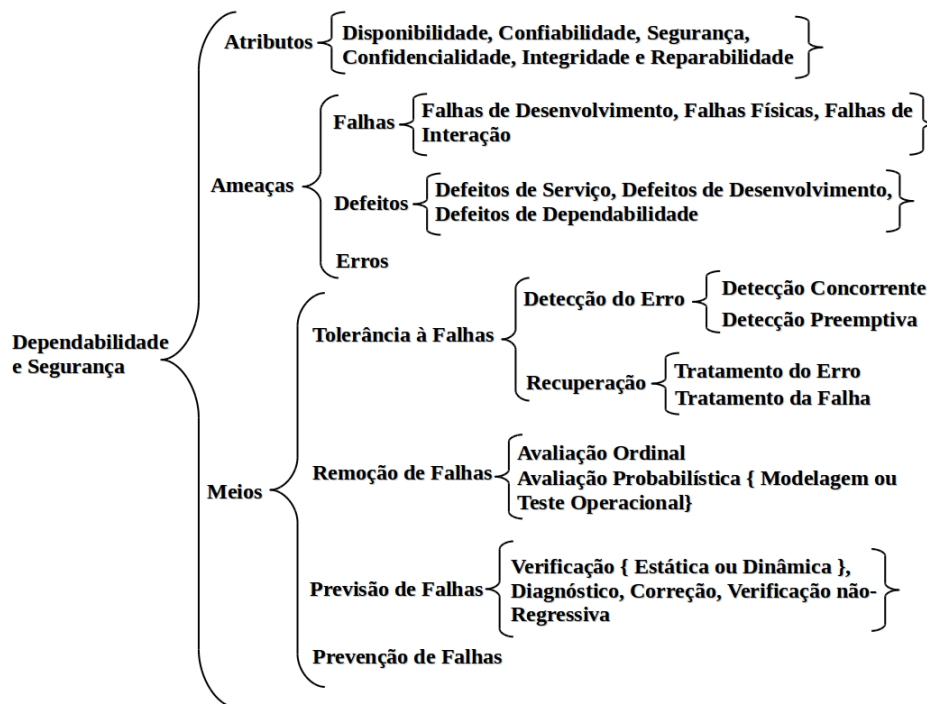 Atributos
Disponibilidade, Confiabilidade, Segurança,
Confidencialidade, Integridade e Reparabilidade
Falhas
Falhas de Desenvolvimento, Falhas Físicas, Falhas de
Interação
Ameaças
Defeitos
Defeitos de Serviço, Defeitos de Desenvolvimento,
Defeitos de Dependabilidade
Erros
Dependabilidade
e Segurança
Meios
Tolerância à Falhas
Detecção do Erro
Detecção Concorrente
Detecção Preemptiva
Recuperação
Tratamento do Erro
Tratamento da Falha
Remoção de Falhas
Avaliação Ordinal
Avaliação Probabilística { Modelagem ou
Teste Operacional}
Previsão de Falhas
Verificação { Estática ou Dinâmica },
Diagnóstico, Correção, Verificação não-
Regressiva
Prevenção de Falhas